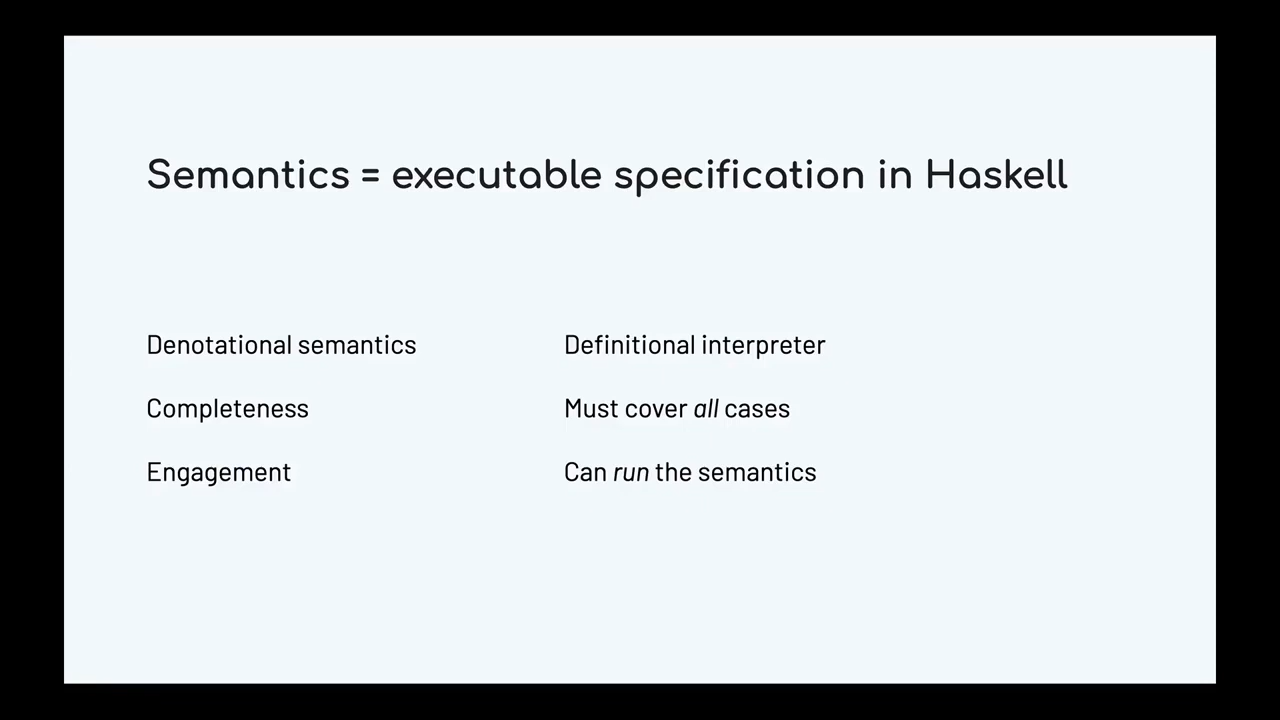 Semantics = executable specification in Haskell
Denotational semantics Definitional interpreter
Completeness Must cover all cases
Engagement Can run the semantics